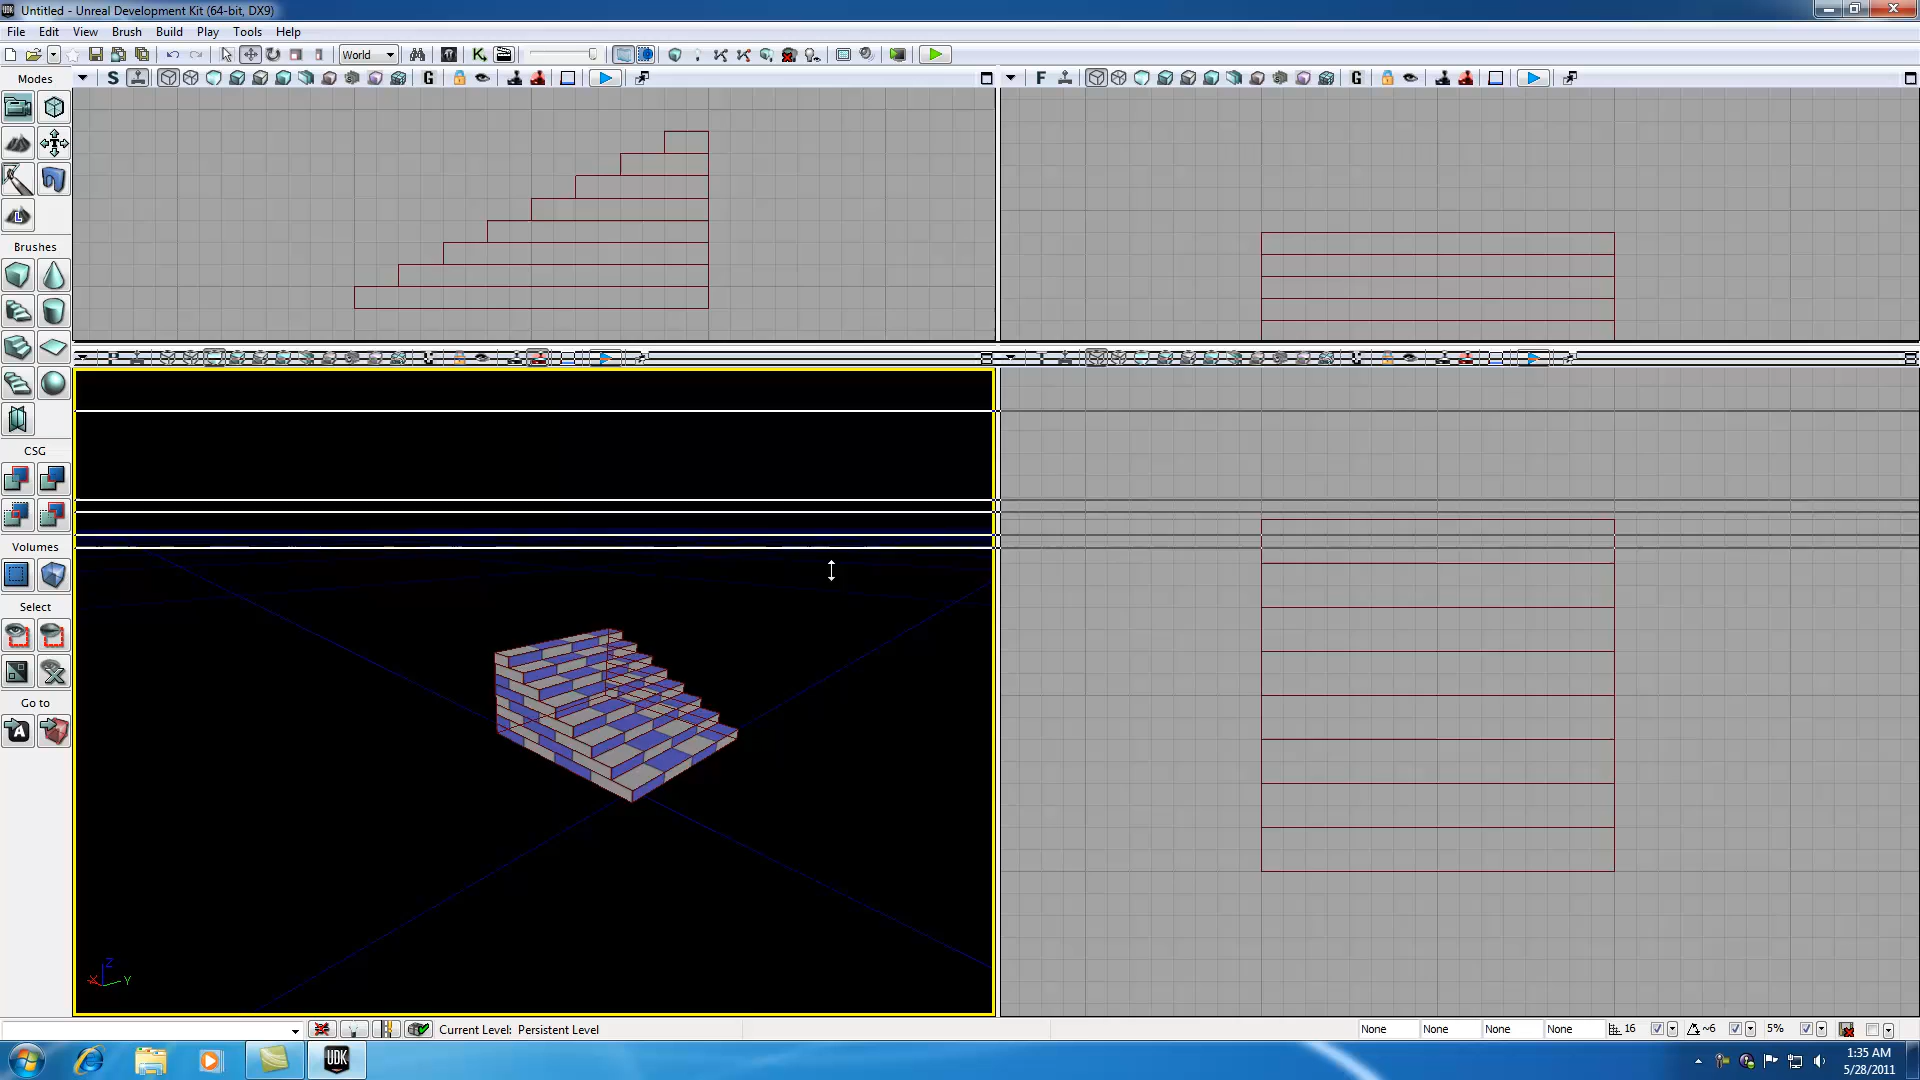 Untitled - Unreal Development Kit (64-bit, DX9)
File Edit View Brush Build Play Tools Help
World
Modes
S G
F G
L
Brushes
CSG
Volumes
Select
Go to
A
Z
X Y
Current Level: Persistent Level
None None None None 16 ~6 5%
UDK
1:35 AM
5/28/2011